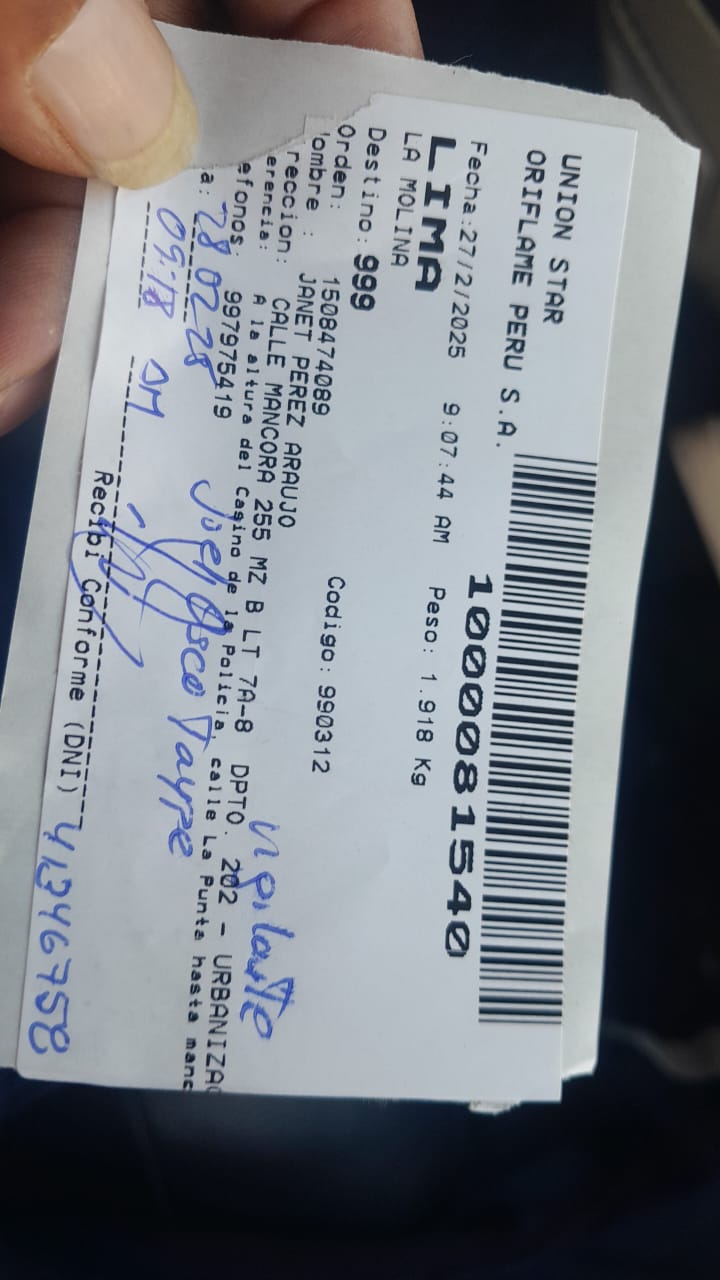 UNION STAR
ORIFLAME PERU S.A.
1000081540
Fecha:27/2/2025 9:07:44 AM Peso: 1.918 Kg
LIMA
LA MOLINA
Destino: 999
Orden: 1508474089 Codigo: 990312
ombre : JANET PEREZ ARAUJO
reccion: CALLE MANCORA 255 MZ B LT 7A-8 DPTO. 202 - URBANIZAC
erencia: A la altura del Casino de la Policia, calle La Punta hasta manc
efonos: 997975419
Vigilante
a: 28 02 28
09:18 AM
Recibi Conforme (DNI) 41346758